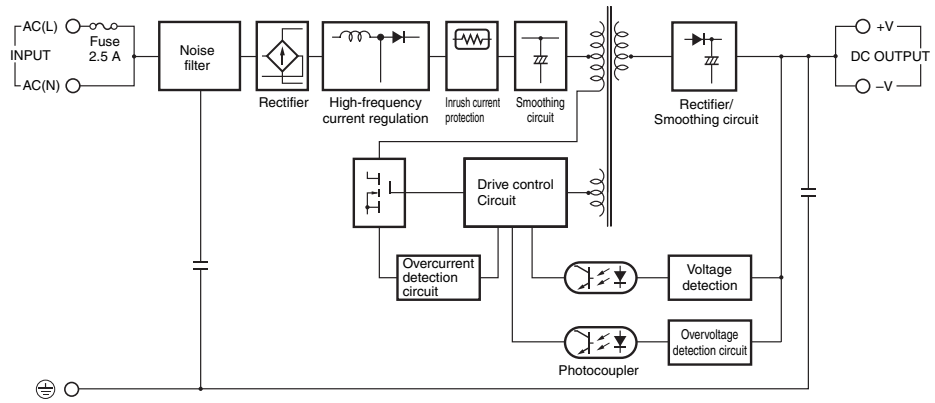 AC(L)
INPUT
AC(N)
Fuse
2.5 A
Noise
filter
Rectifier
High-frequency
current regulation
Inrush current
protection
Smoothing
circuit
Rectifier/
Smoothing circuit
+V
DC OUTPUT
–V
Drive control
Circuit
Overcurrent
detection
circuit
Voltage
detection
Overvoltage
detection circuit
Photocoupler